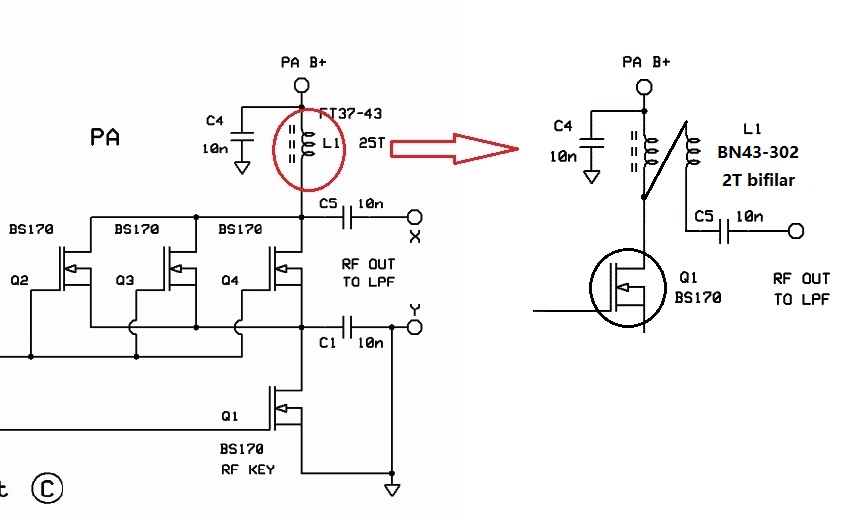 PA B+
FT37-43
C4
10n
L1 25T
PA
C5 10n
X
BS170 BS170 BS170
Q2 Q3 Q4
RF OUT
TO LPF
Y
C1 10n
Q1
BS170
RF KEY
t ©
PA B+
C4
10n
L1
BN43-302
2T bifilar
C5 10n
Q1
BS170
RF OUT
TO LPF